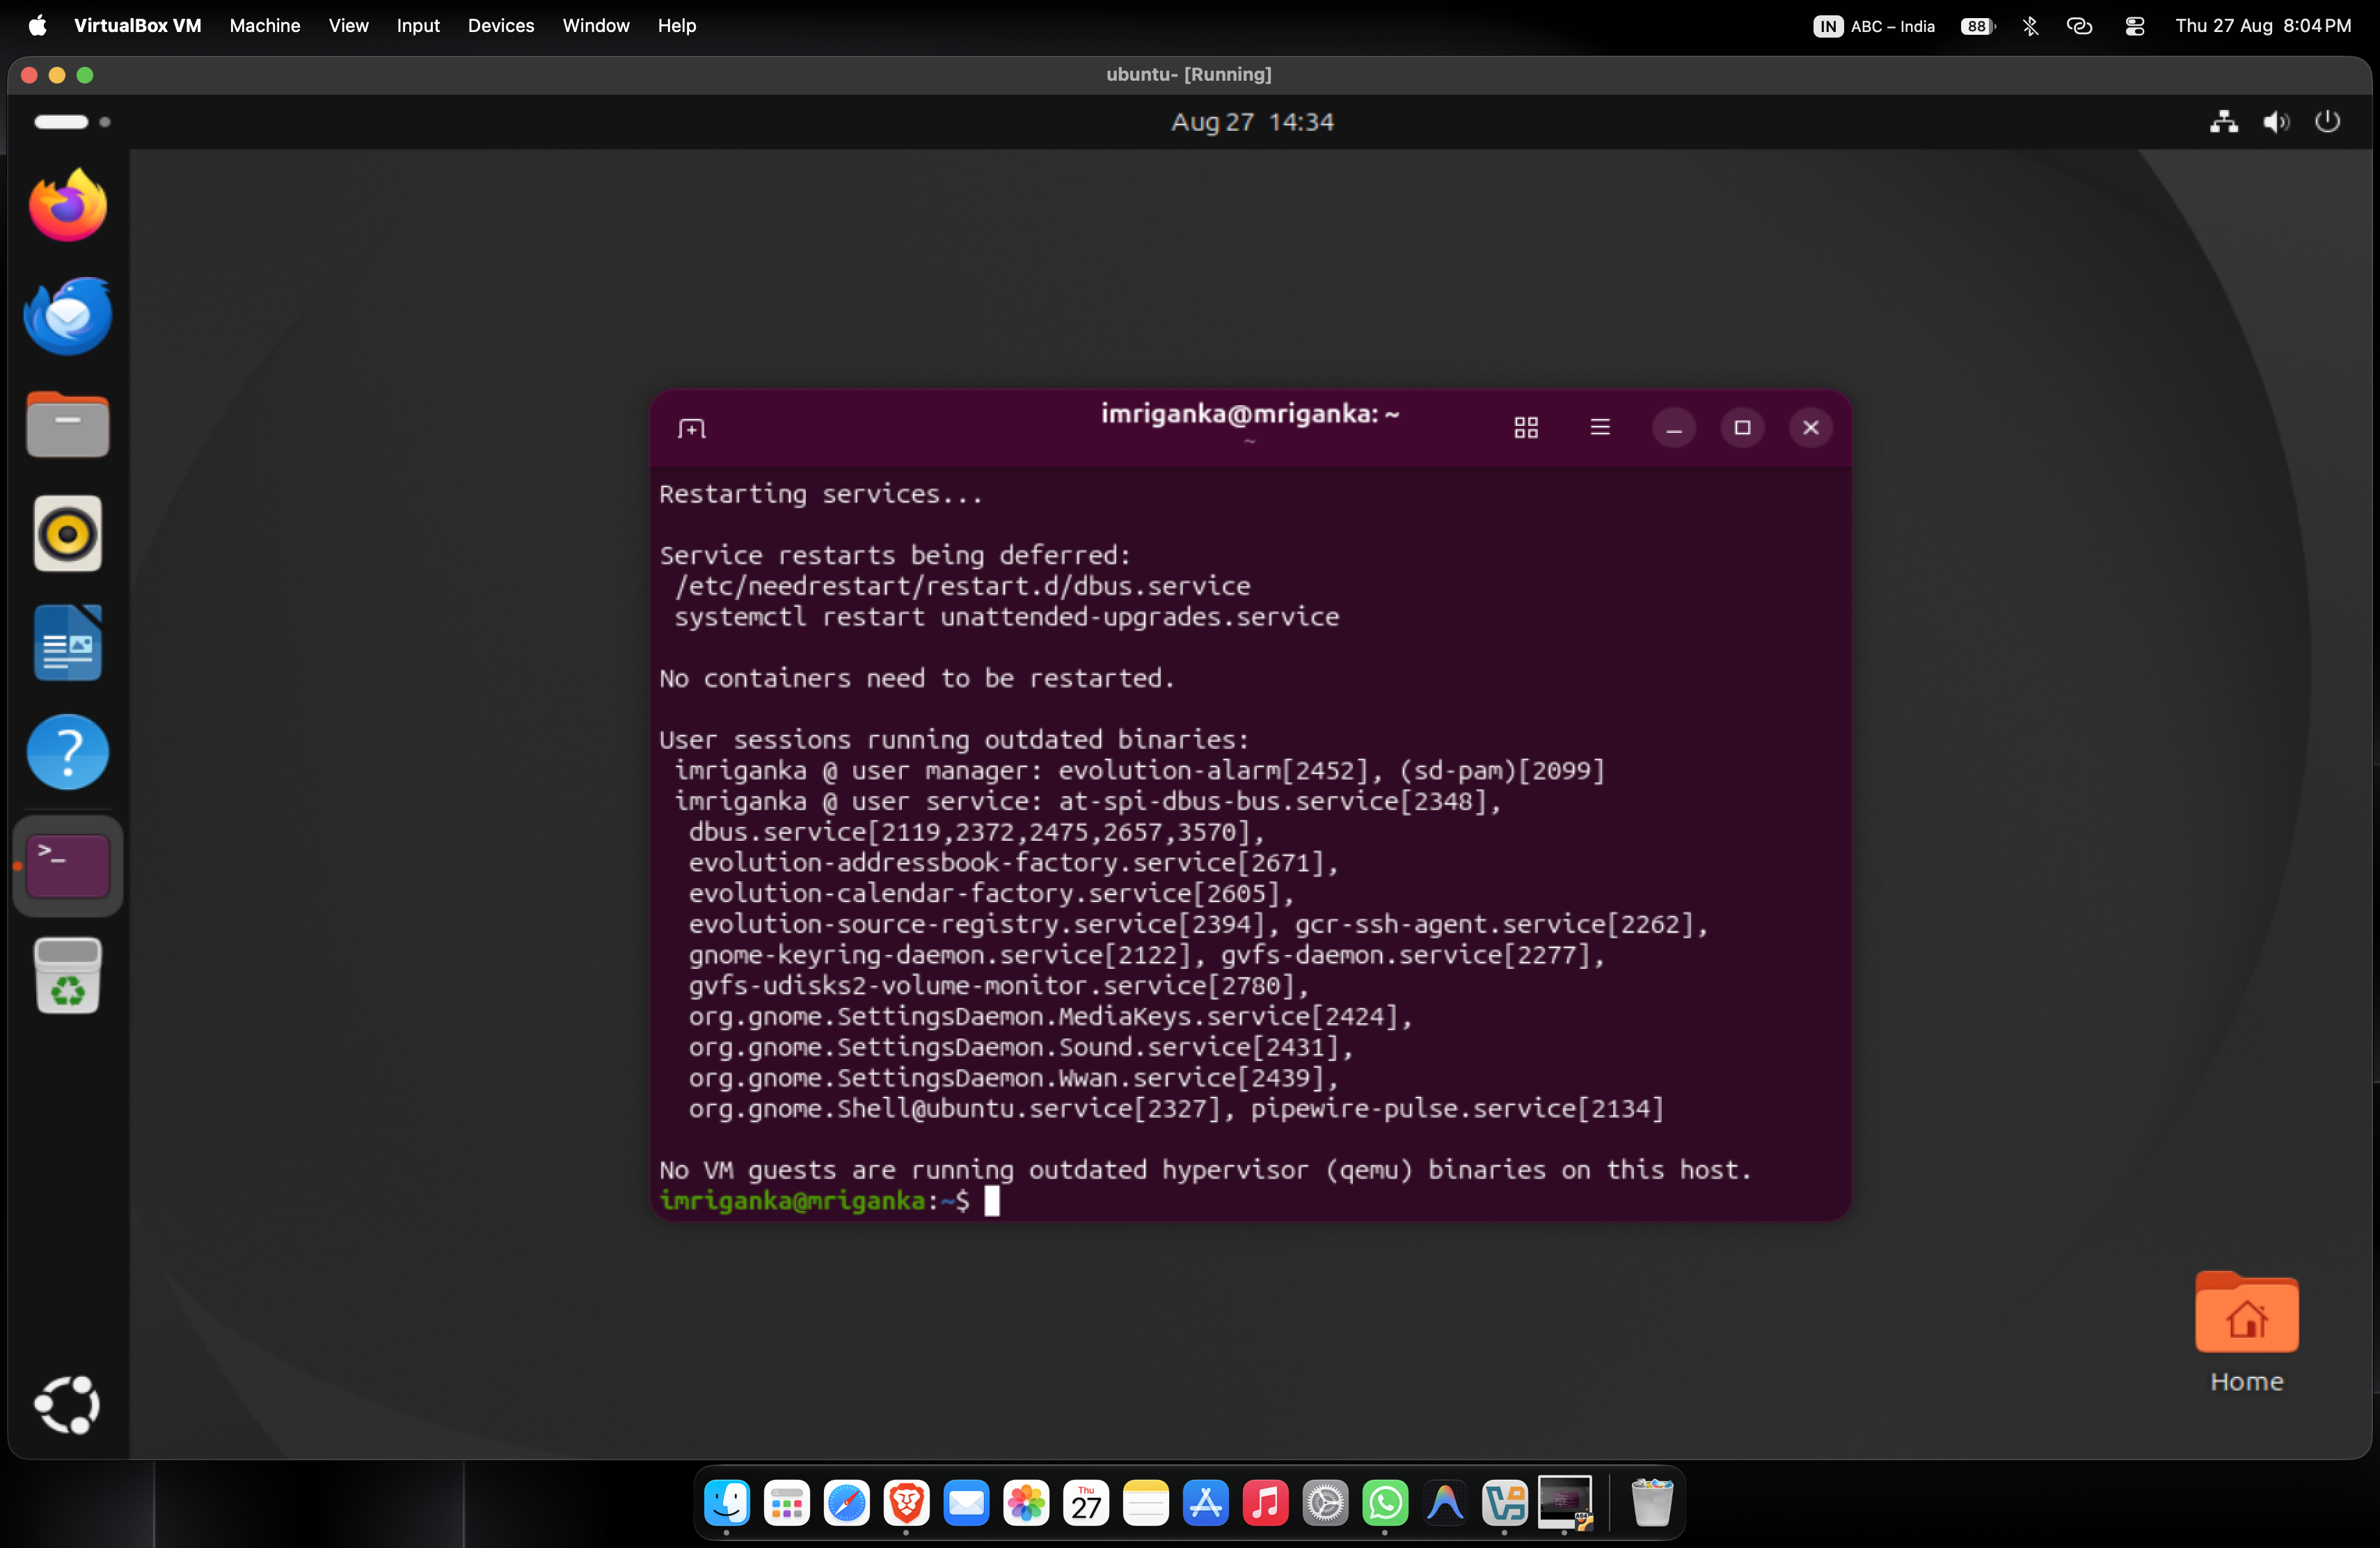 VirtualBox VM Machine View Input Devices Window Help IN ABC – India 88 Thu 27 Aug 8:04 PM
ubuntu- [Running]
Aug 27 14:34
imriganka@mriganka: ~
~
Restarting services...
Service restarts being deferred:
/etc/needrestart/restart.d/dbus.service
systemctl restart unattended-upgrades.service
No containers need to be restarted.
User sessions running outdated binaries:
imriganka @ user manager: evolution-alarm[2452], (sd-pam)[2099]
imriganka @ user service: at-spi-dbus-bus.service[2348],
dbus.service[2119,2372,2475,2657,3570],
evolution-addressbook-factory.service[2671],
evolution-calendar-factory.service[2605],
evolution-source-registry.service[2394], gcr-ssh-agent.service[2262],
gnome-keyring-daemon.service[2122], gvfs-daemon.service[2277],
gvfs-udisks2-volume-monitor.service[2780],
org.gnome.SettingsDaemon.MediaKeys.service[2424],
org.gnome.SettingsDaemon.Sound.service[2431],
org.gnome.SettingsDaemon.Wwan.service[2439],
org.gnome.Shell@ubuntu.service[2327], pipewire-pulse.service[2134]
No VM guests are running outdated hypervisor (qemu) binaries on this host.
imriganka@mriganka:~$
>_
Home
Thu
27